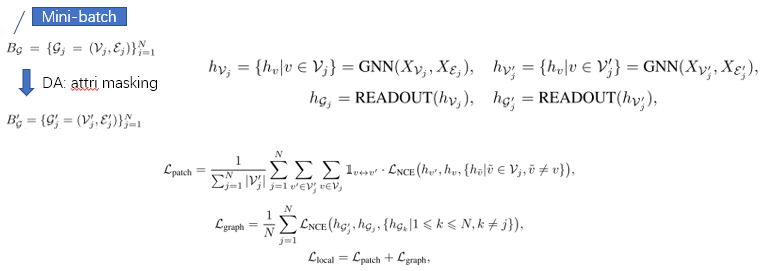 Mini-batch
B_𝒢 = {𝒢_j = (𝒱_j, ℰ_j)}_{j=1}^N
DA: attri masking
B'_𝒢 = {𝒢'_j = (𝒱'_j, ℰ'_j)}_{j=1}^N
h_{𝒱_j} = {h_v|v ∈ 𝒱_j} = GNN(X_{𝒱_j}, X_{ℰ_j}), h_{𝒱'_j} = {h_v|v ∈ 𝒱'_j} = GNN(X_{𝒱'_j}, X_{ℰ'_j}),
h_{𝒢_j} = READOUT(h_{𝒱_j}), h_{𝒢'_j} = READOUT(h_{𝒱'_j}),
ℒ_patch = \frac{1}{∑_{j=1}^N |𝒱'_j|} ∑_{j=1}^N ∑_{v'∈𝒱'_j} ∑_{v∈𝒱_j} 𝟙_{v↔v'} · ℒ_NCE(h_{v'}, h_v, {h_ṽ|ṽ ∈ 𝒱_j, ṽ ≠ v}),
ℒ_graph = \frac{1}{N} ∑_{j=1}^N ℒ_NCE(h_{𝒢'_j}, h_{𝒢_j}, {h_{𝒢_k}|1 ⩽ k ⩽ N, k ≠ j}),
ℒ_local = ℒ_patch + ℒ_graph,